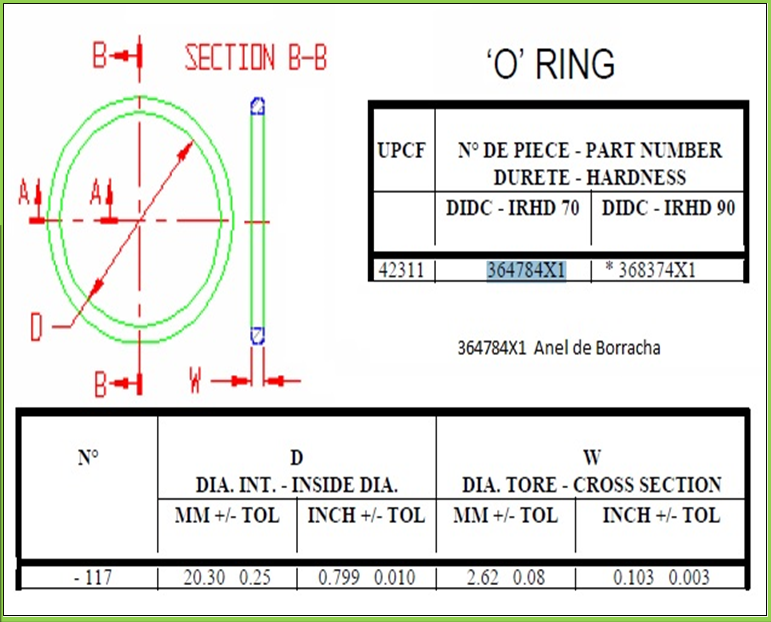 B
SECTION B-B
'O' RING
A
A
D
B
W
UPCF
N° DE PIECE - PART NUMBER
DURETE - HARDNESS
DIDC - IRHD 70
DIDC - IRHD 90
42311
364784X1
* 368374X1
364784X1 Anel de Borracha
N°
D
DIA. INT. - INSIDE DIA.
W
DIA. TORE - CROSS SECTION
MM +/- TOL
INCH +/- TOL
MM +/- TOL
INCH +/- TOL
- 117
20.30 0.25
0.799 0.010
2.62 0.08
0.103 0.003